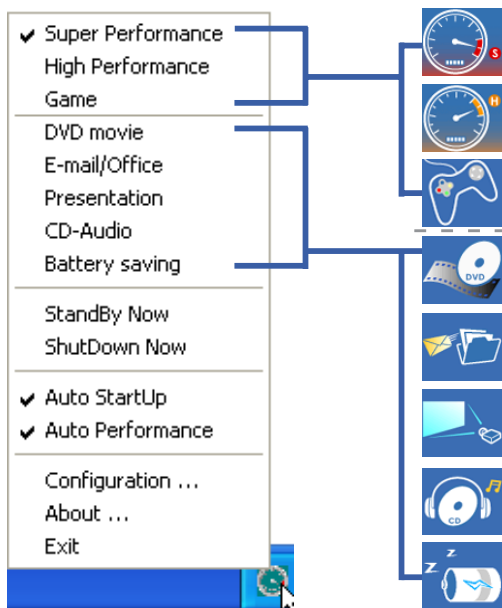 Super Performance
High Performance
Game
DVD movie
E-mail/Office
Presentation
CD-Audio
Battery saving
StandBy Now
ShutDown Now
Auto StartUp
Auto Performance
Configuration ...
About ...
Exit
S
H
DVD
CD
Z Z